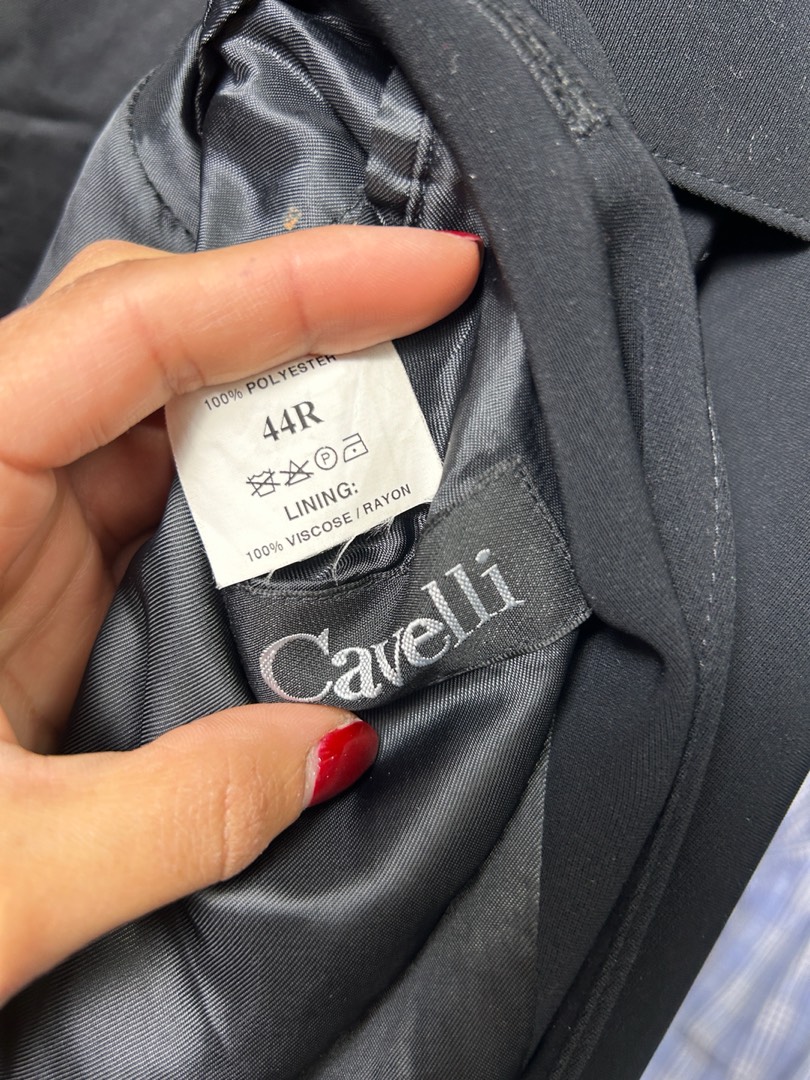 100% POLYESTER
44R
P
LINING:
100% VISCOSE / RAYON
Cavelli